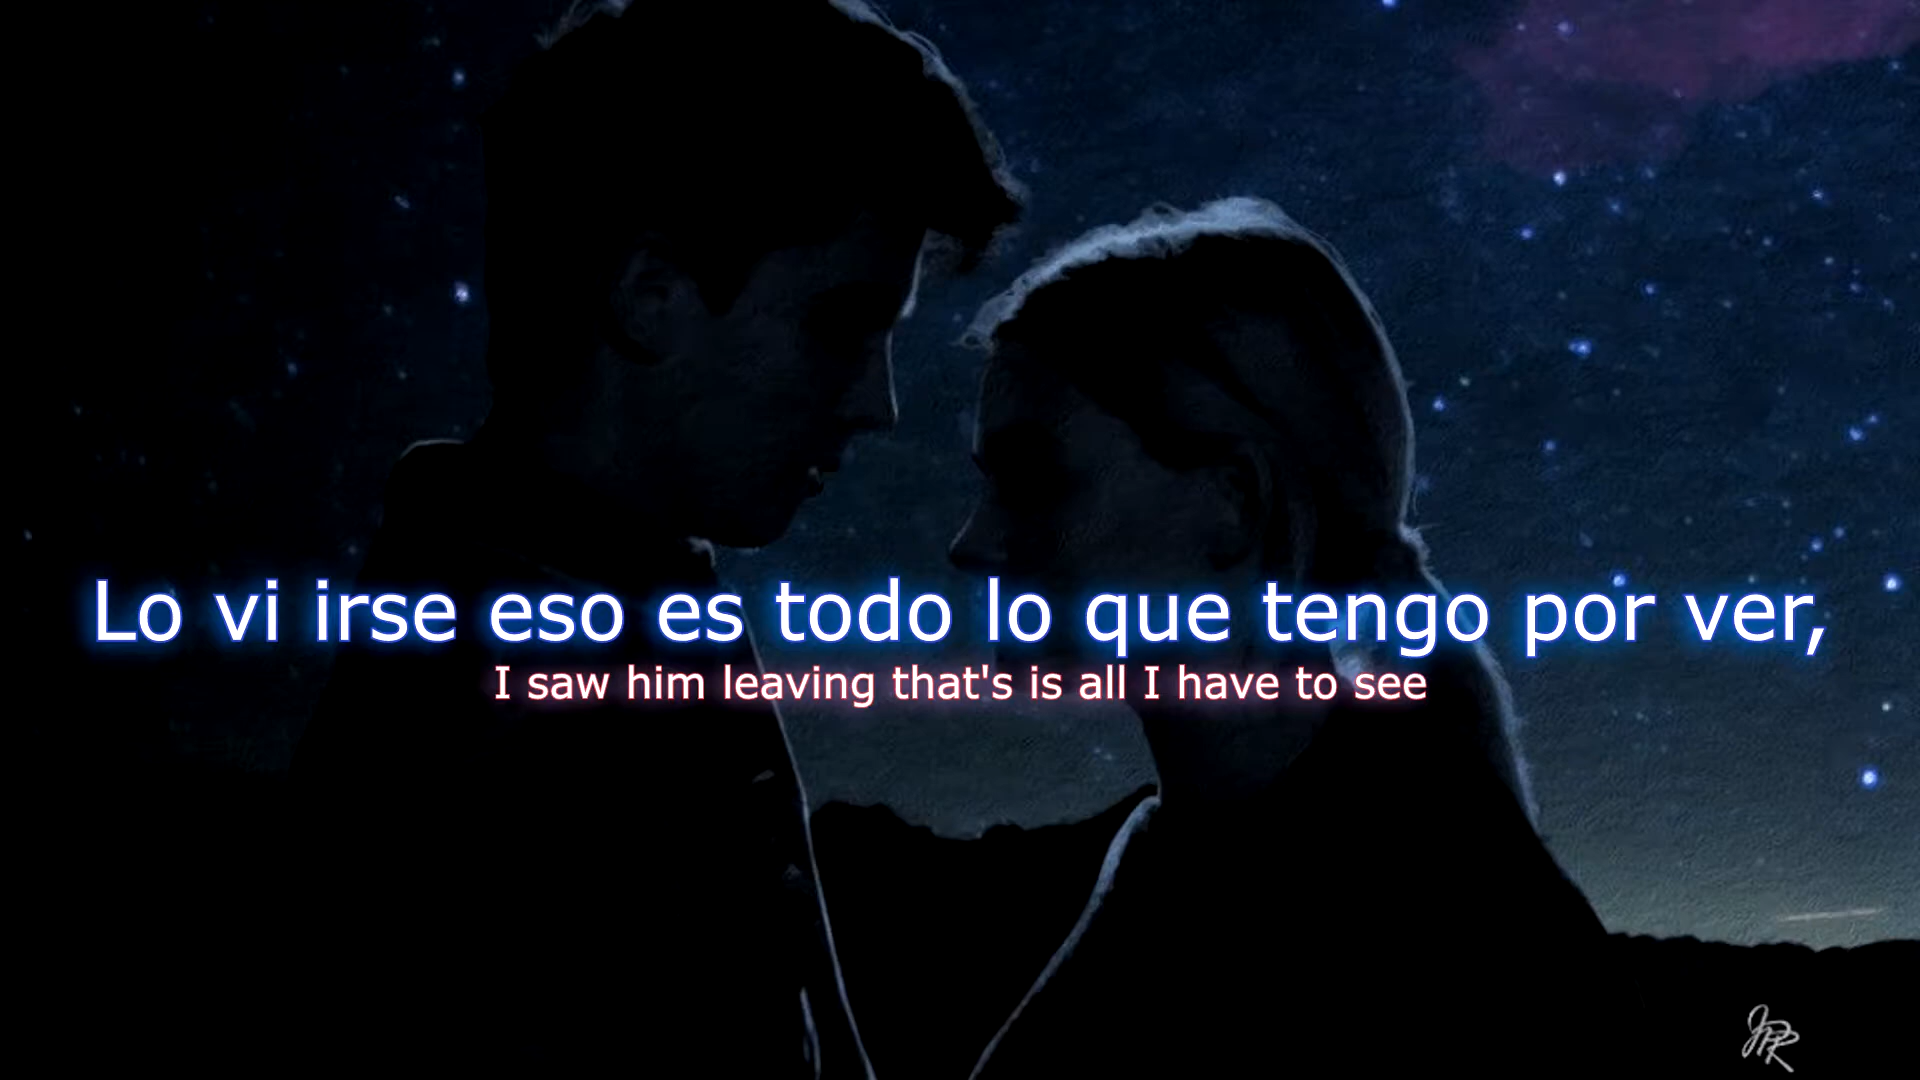 Lo vi irse eso es todo lo que tengo por ver,
I saw him leaving that's is all I have to see